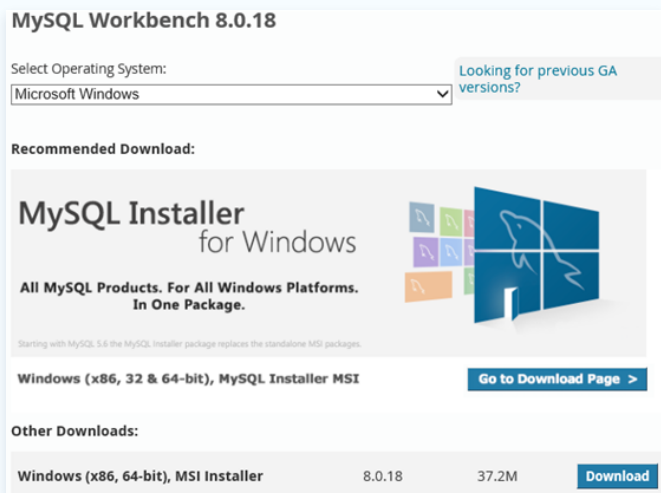 MySQL Workbench 8.0.18
Select Operating System:
Microsoft Windows
Looking for previous GA
versions?
Recommended Download:
MySQL Installer
for Windows
All MySQL Products. For All Windows Platforms.
In One Package.
Starting with MySQL 5.6 the MySQL Installer package replaces the standalone MSI packages.
Windows (x86, 32 & 64-bit), MySQL Installer MSI
Go to Download Page >
Other Downloads:
Windows (x86, 64-bit), MSI Installer 8.0.18 37.2M Download